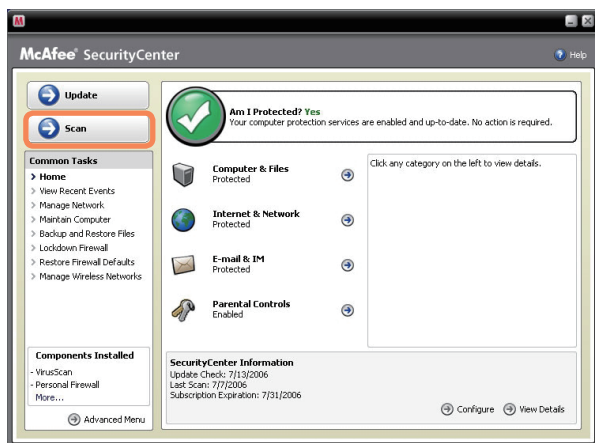 M
McAfee® SecurityCenter
Help
Update
Scan
Common Tasks
> Home
> View Recent Events
> Manage Network
> Maintain Computer
> Backup and Restore Files
> Lockdown Firewall
> Restore Firewall Defaults
> Manage Wireless Networks
Components Installed
- VirusScan
- Personal Firewall
More...
Advanced Menu
Am I Protected? Yes
Your computer protection services are enabled and up-to-date. No action is required.
Computer & Files
Protected
Internet & Network
Protected
E-mail & IM
Protected
Parental Controls
Enabled
Click any category on the left to view details.
SecurityCenter Information
Update Check: 7/13/2006
Last Scan: 7/7/2006
Subscription Expiration: 7/31/2006
Configure
View Details